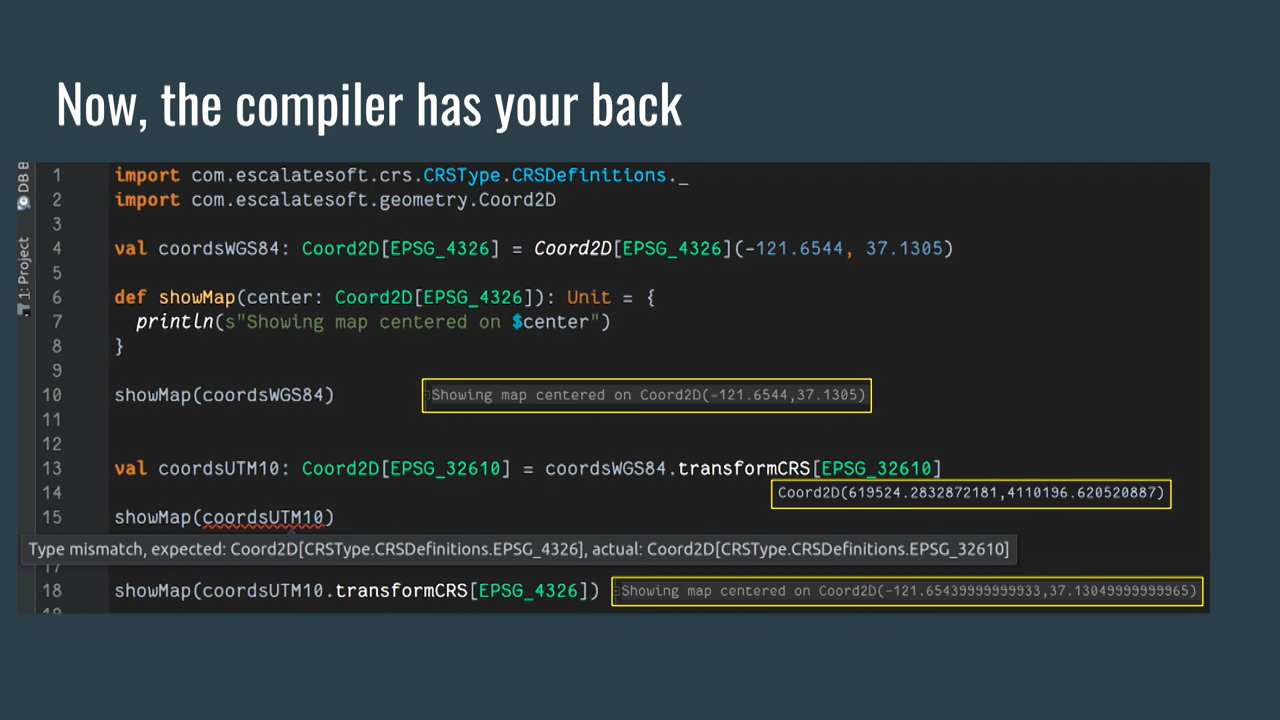 Now, the compiler has your back
DB B
1: Project
1 import com.escalatesoft.crs.CRSType.CRSDefinitions._
2 import com.escalatesoft.geometry.Coord2D
3
4 val coordsWGS84: Coord2D[EPSG_4326] = Coord2D[EPSG_4326](-121.6544, 37.1305)
5
6 def showMap(center: Coord2D[EPSG_4326]): Unit = {
7 println(s"Showing map centered on $center")
8 }
9
10 showMap(coordsWGS84) Showing map centered on Coord2D(-121.6544,37.1305)
11
12
13 val coordsUTM10: Coord2D[EPSG_32610] = coordsWGS84.transformCRS[EPSG_32610]
14 Coord2D(619524.2832872181,4110196.620520887)
15 showMap(coordsUTM10)
Type mismatch, expected: Coord2D[CRSType.CRSDefinitions.EPSG_4326], actual: Coord2D[CRSType.CRSDefinitions.EPSG_32610]
17
18 showMap(coordsUTM10.transformCRS[EPSG_4326]) Showing map centered on Coord2D(-121.65439999999933,37.13049999999965)
19